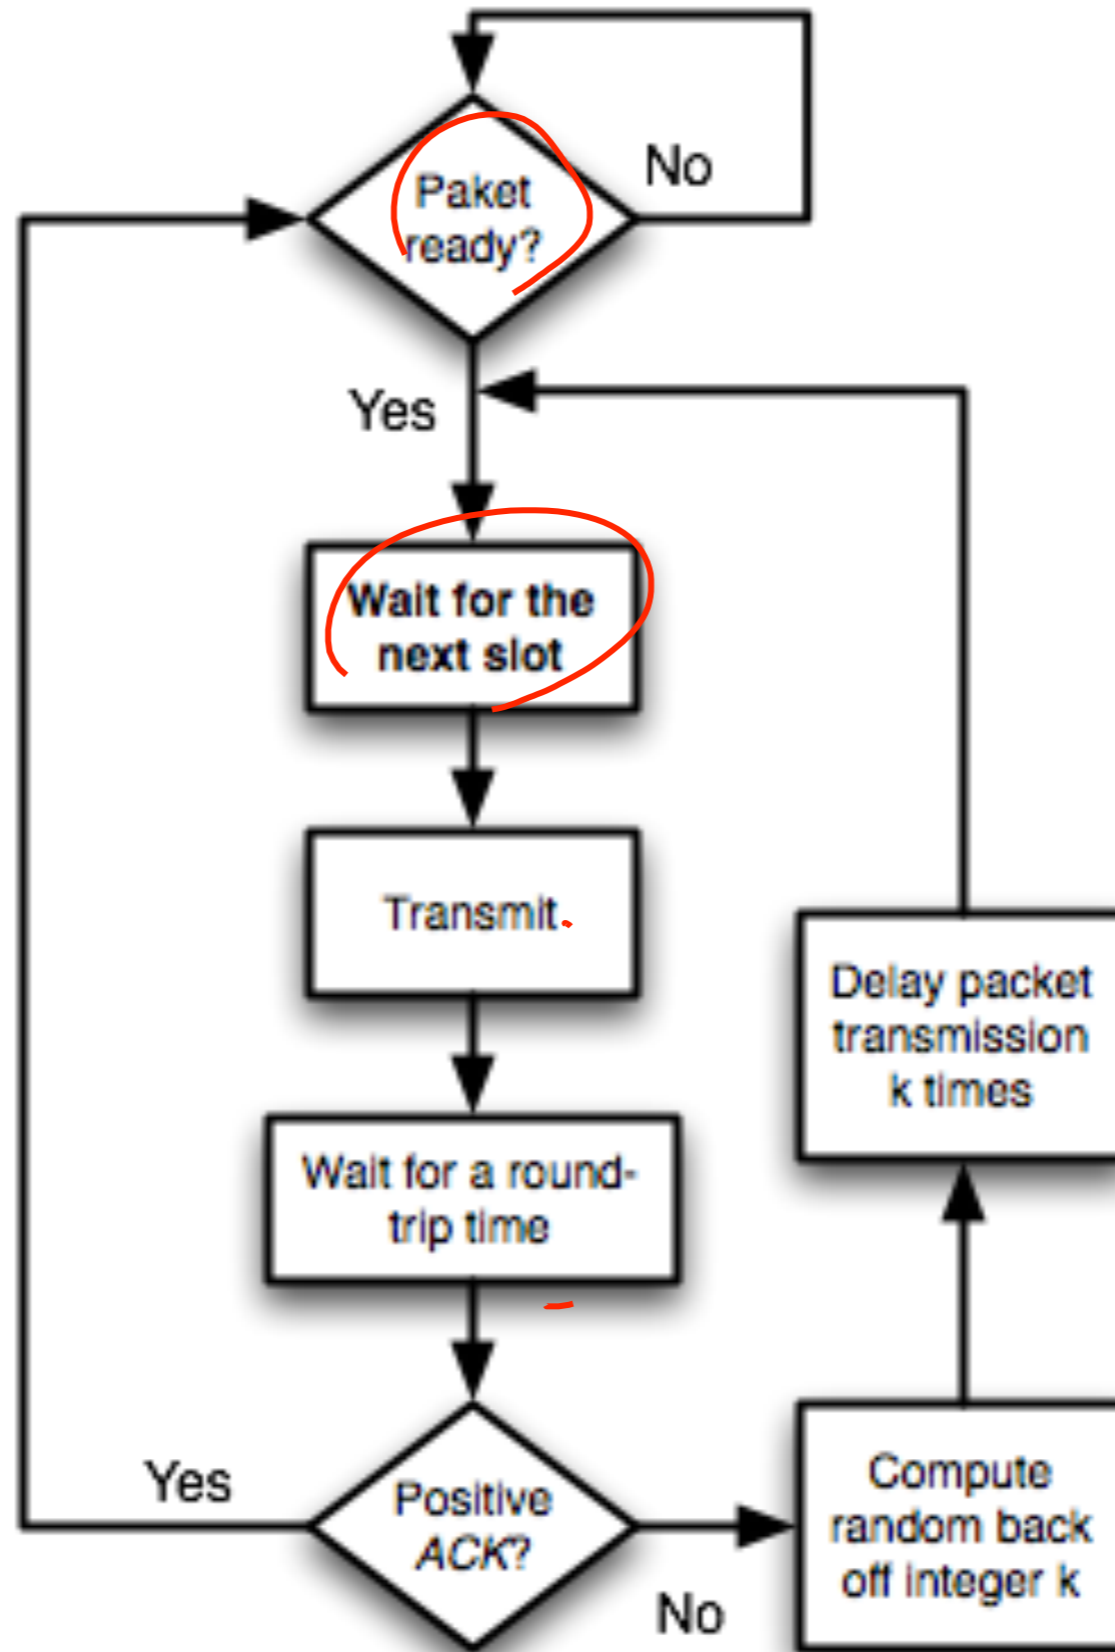 Paket
ready?
No
Yes
Wait for the
next slot
Transmit
Wait for a round-
trip time
Positive
ACK?
Yes
No
Compute
random back
off integer k
Delay packet
transmission
k times